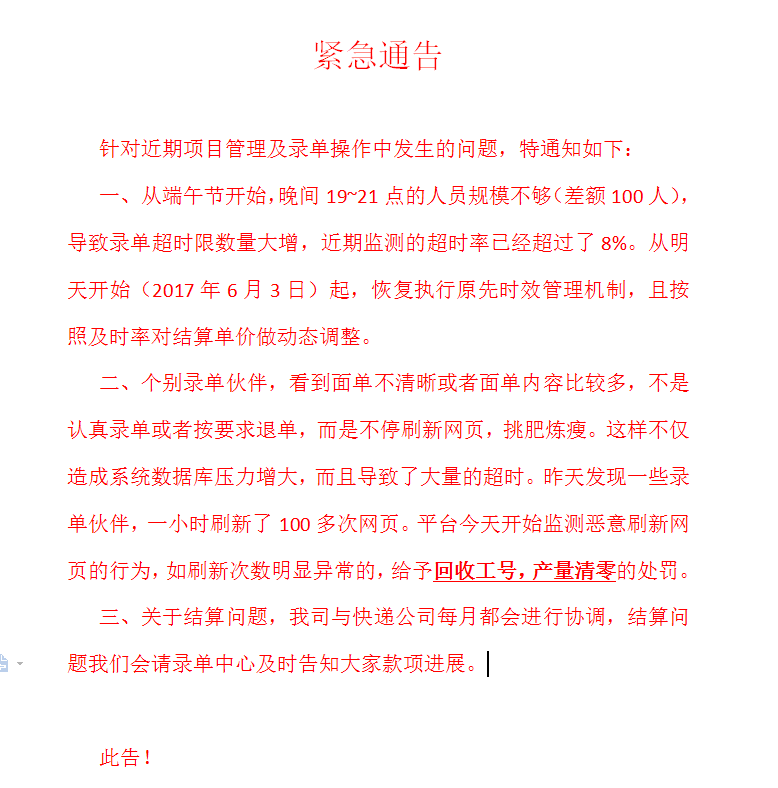 紧急通告
针对近期项目管理及录单操作中发生的问题，特通知如下：
一、从端午节开始，晚间 19~21 点的人员规模不够（差额 100 人），
导致录单超时限数量大增，近期监测的超时率已经超过了 8%。从明
天开始（2017 年 6 月 3 日）起，恢复执行原先时效管理机制，且按
照及时率对结算单价做动态调整。
二、个别录单伙伴，看到面单不清晰或者面单内容比较多，不是
认真录单或者按要求退单，而是不停刷新网页，挑肥炼瘦。这样不仅
造成系统数据库压力增大，而且导致了大量的超时。昨天发现一些录
单伙伴，一小时刷新了 100 多次网页。平台今天开始监测恶意刷新网
页的行为，如刷新次数明显异常的，给予回收工号，产量清零的处罚。
三、关于结算问题，我司与快递公司每月都会进行协调，结算问
题我们会请录单中心及时告知大家款项进展。
此告！